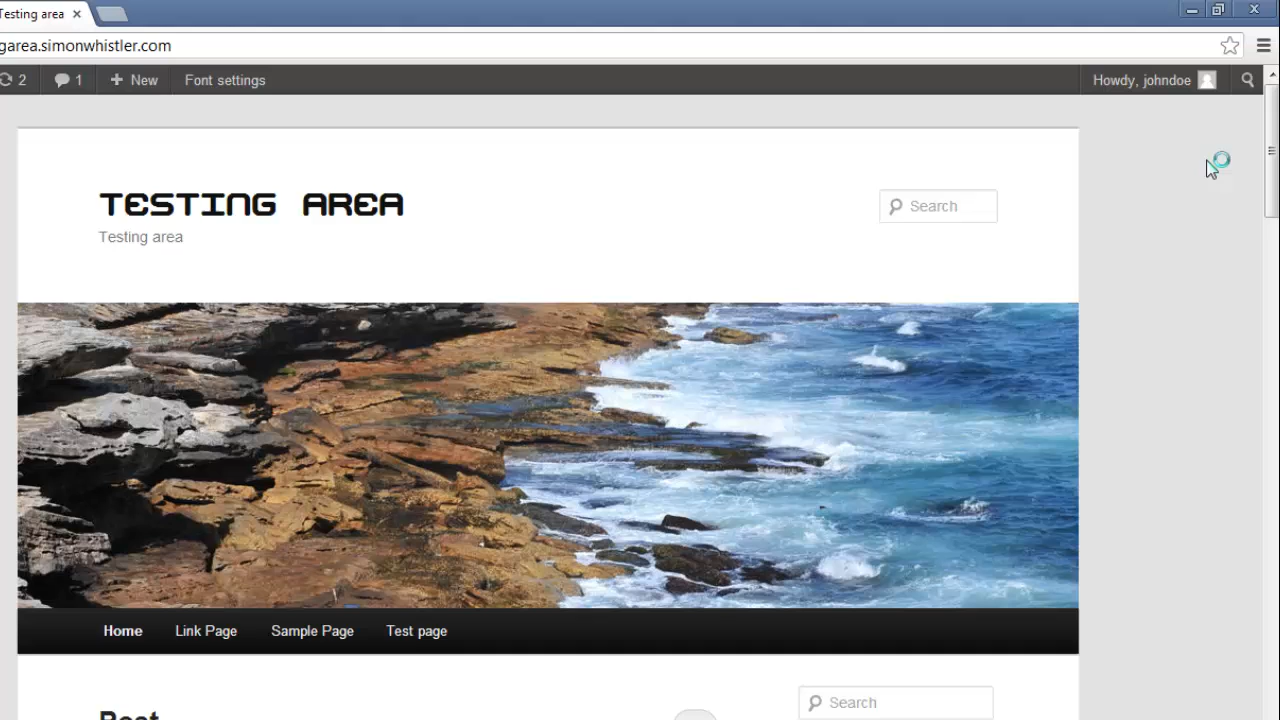 Testing area
garea.simonwhistler.com
2 1 New Font settings Howdy, johndoe
TESTING AREA
Testing area
Search
Home Link Page Sample Page Test page
Search